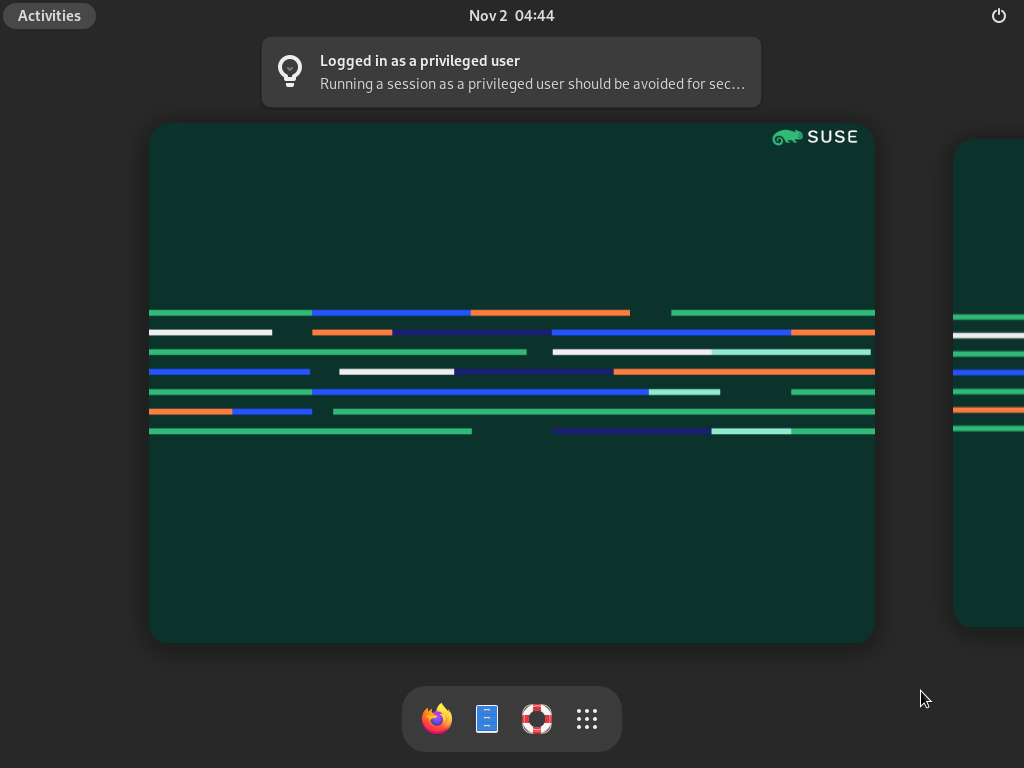 Activities
Nov 2 04:44
Logged in as a privileged user
Running a session as a privileged user should be avoided for sec…
SUSE